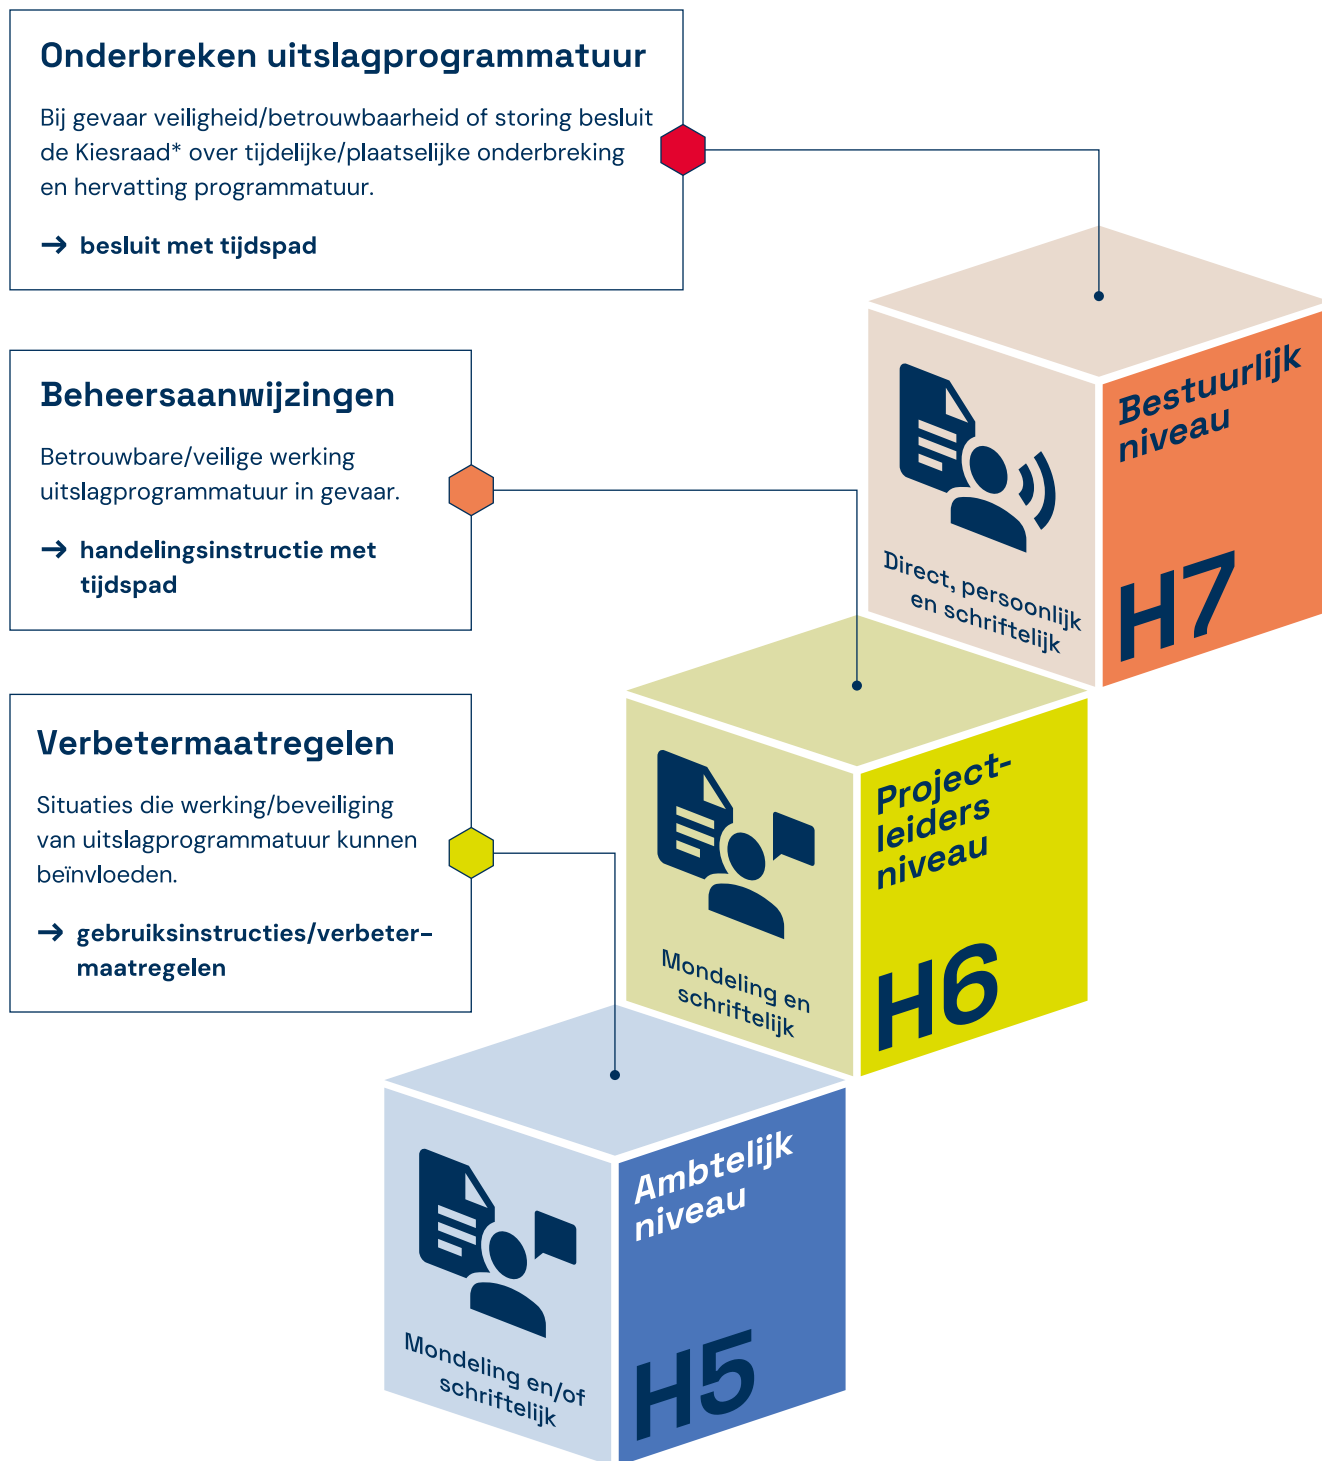 Onderbreken uitslagprogrammatuur
Bij gevaar veiligheid/betrouwbaarheid of storing besluit
de Kiesraad* over tijdelijke/plaatselijke onderbreking
en hervatting programmatuur.
→ besluit met tijdspad
Beheersaanwijzingen
Betrouwbare/veilige werking
uitslagprogrammatuur in gevaar.
→ handelingsinstructie met
tijdspad
Verbetermaatregelen
Situaties die werking/beveiliging
van uitslagprogrammatuur kunnen
beïnvloeden.
→ gebruiksinstructies/verbeter-
maatregelen
Direct, persoonlijk
en schriftelijk
Bestuurlijk
niveau
H7
Mondeling en
schriftelijk
Project-
leiders
niveau
H6
Mondeling en/of
schriftelijk
Ambtelijk
niveau
H5